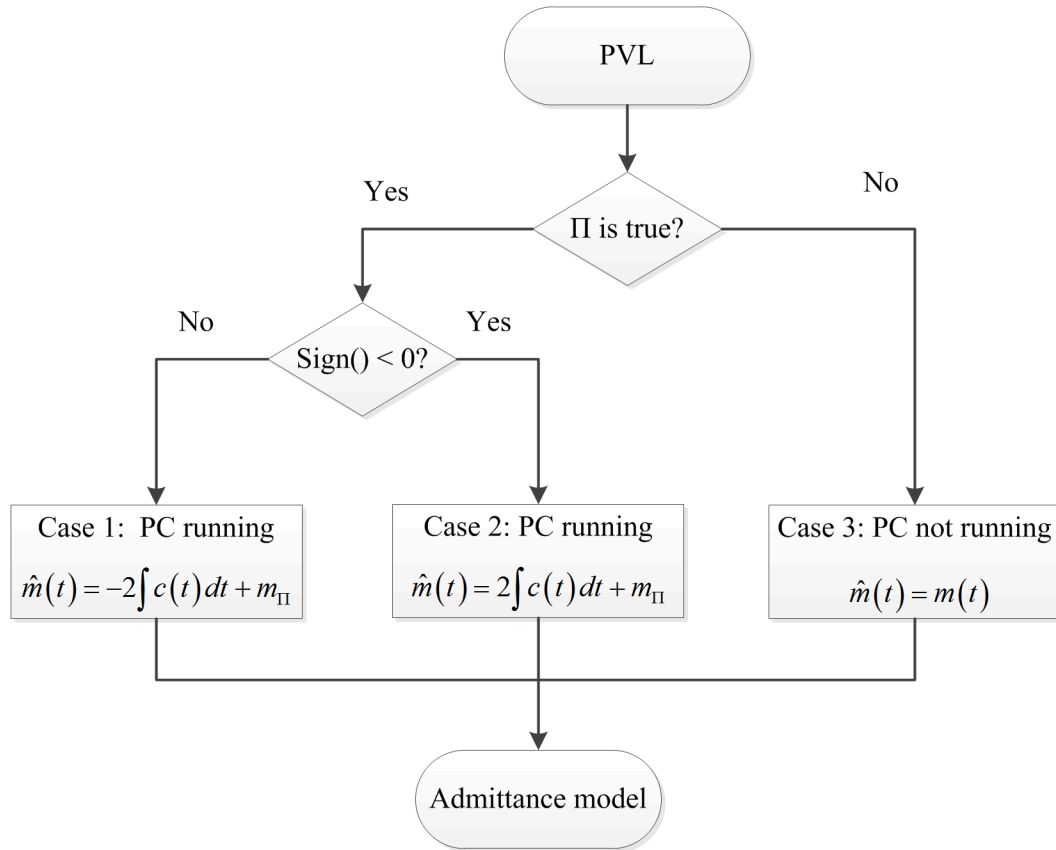 PVL
Yes
No
Π is true?
No
Yes
Sign() < 0?
Case 1:  PC running
m̂(t) = −2∫c(t)dt + m_Π
Case 2: PC running
m̂(t) = 2∫c(t)dt + m_Π
Case 3: PC not running
m̂(t) = m(t)
Admittance model